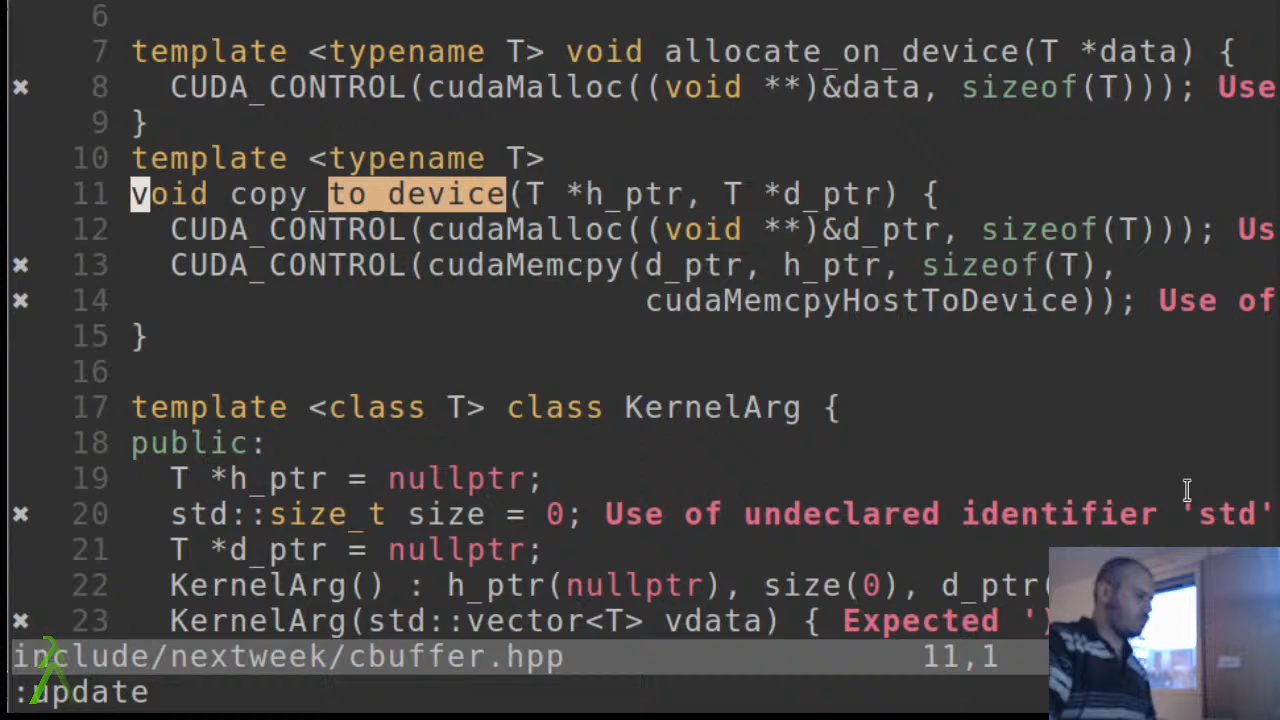 6
7 template <typename T> void allocate_on_device(T *data) {
✖ 8   CUDA_CONTROL(cudaMalloc((void **)&data, sizeof(T))); Use
9 }
10 template <typename T>
11 void copy_to_device(T *h_ptr, T *d_ptr) {
12   CUDA_CONTROL(cudaMalloc((void **)&d_ptr, sizeof(T))); Us
✖ 13   CUDA_CONTROL(cudaMemcpy(d_ptr, h_ptr, sizeof(T),
✖ 14                           cudaMemcpyHostToDevice)); Use of
15 }
16
17 template <class T> class KernelArg {
18 public:
19   T *h_ptr = nullptr;
✖ 20   std::size_t size = 0; Use of undeclared identifier 'std'
21   T *d_ptr = nullptr;
22   KernelArg() : h_ptr(nullptr), size(0), d_ptr(
✖ 23   KernelArg(std::vector<T> vdata) { Expected ')
include/nextweek/cbuffer.hpp 11,1
:update